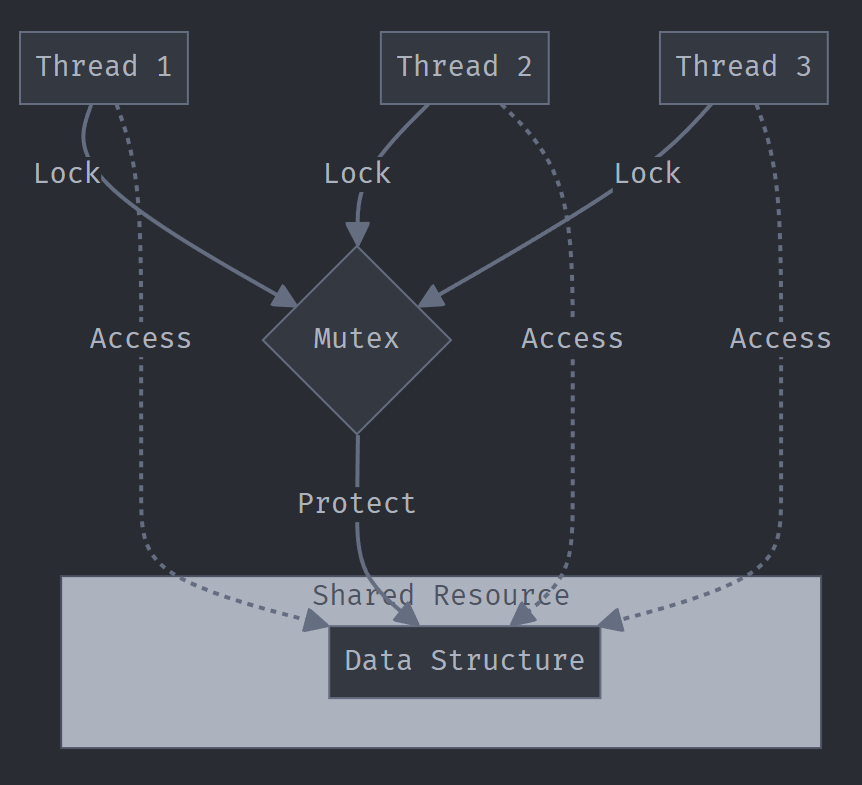 Thread 1
Thread 2
Thread 3
Lock
Lock
Lock
Access
Mutex
Access
Access
Protect
Shared Resource
Data Structure